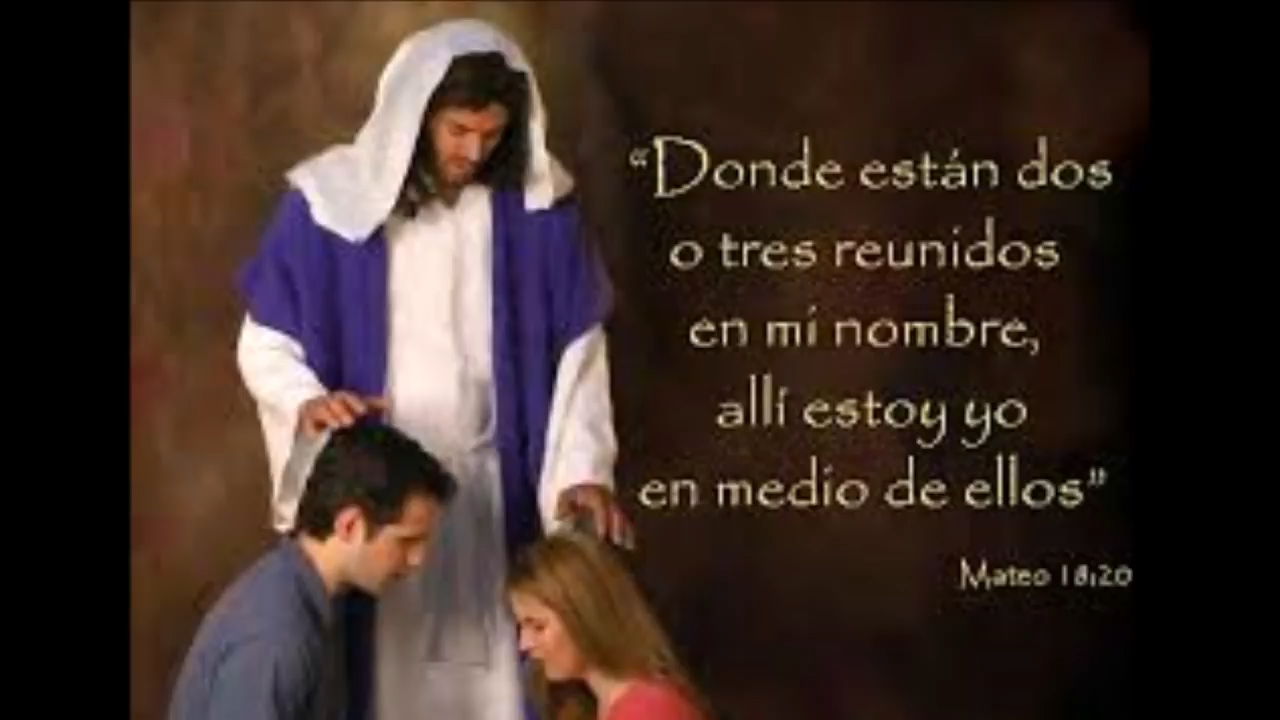 “Donde están dos
o tres reunidos
en mi nombre,
allí estoy yo
en medio de ellos”
Mateo 18:20